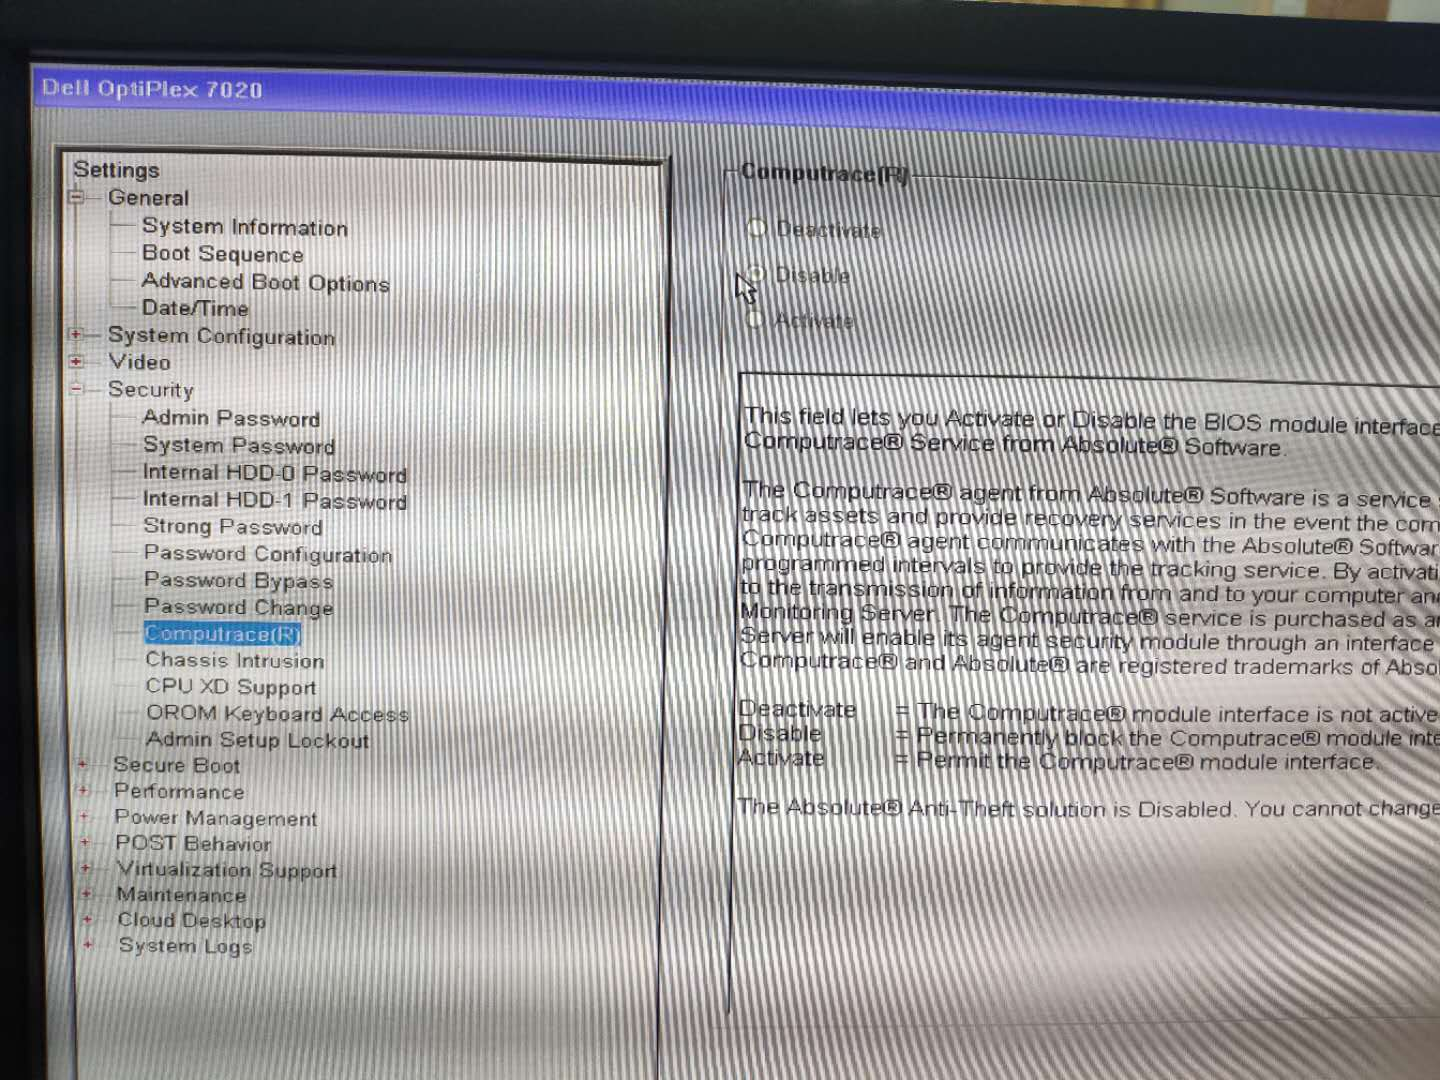 Dell OptiPlex 7020
Settings
General
System Information
Boot Sequence
Advanced Boot Options
Date/Time
System Configuration
Video
Security
Admin Password
System Password
Internal HDD-0 Password
Internal HDD-1 Password
Strong Password
Password Configuration
Password Bypass
Password Change
Computrace(R)
Chassis Intrusion
CPU XD Support
OROM Keyboard Access
Admin Setup Lockout
Secure Boot
Performance
Power Management
POST Behavior
Virtualization Support
Maintenance
Cloud Desktop
System Logs
Computrace(R)
Deactivate
Disable
Activate
This field lets you Activate or Disable the BIOS module interface
Computrace® Service from Absolute® Software.
The Computrace® agent from Absolute® Software is a service
track assets and provide recovery services in the event the com
Computrace® agent communicates with the Absolute® Softwar
programmed intervals to provide the tracking service. By activati
to the transmission of information from and to your computer an
Monitoring Server. The Computrace® service is purchased as a
Server will enable its agent security module through an interface
Computrace® and Absolute® are registered trademarks of Abso
Deactivate = The Computrace® module interface is not active
Disable = Permanently block the Computrace® module inte
Activate = Permit the Computrace® module interface.
The Absolute® Anti-Theft solution is Disabled. You cannot change